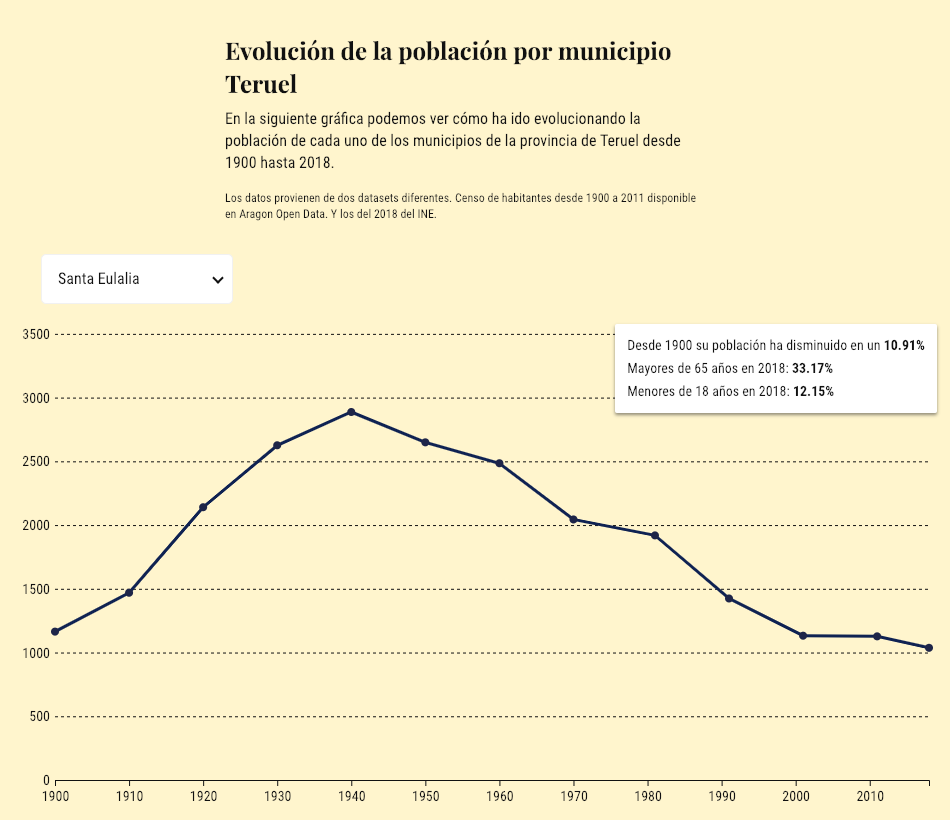 Evolución de la población por municipio
Teruel
En la siguiente gráfica podemos ver cómo ha ido evolucionando la
población de cada uno de los municipios de la provincia de Teruel desde
1900 hasta 2018.
Los datos provienen de dos datasets diferentes. Censo de habitantes desde 1900 a 2011 disponible
en Aragon Open Data. Y los del 2018 del INE.
Santa Eulalia
Desde 1900 su población ha disminuido en un 10.91%
Mayores de 65 años en 2018: 33.17%
Menores de 18 años en 2018: 12.15%
3500
3000
2500
2000
1500
1000
500
0
1900 1910 1920 1930 1940 1950 1960 1970 1980 1990 2000 2010